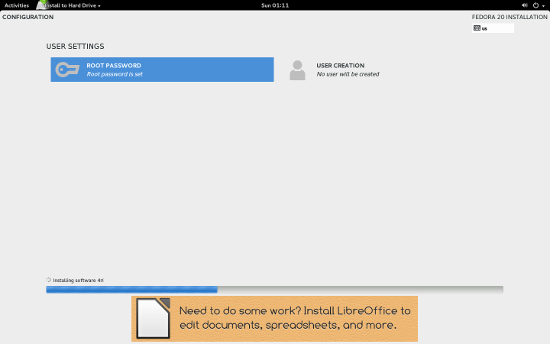 Activities Install to Hard Drive Sun 01:11
CONFIGURATION FEDORA 20 INSTALLATION
us
USER SETTINGS
ROOT PASSWORD
Root password is set
USER CREATION
No user will be created
Installing software 4%
Need to do some work? Install LibreOffice to
edit documents, spreadsheets, and more.